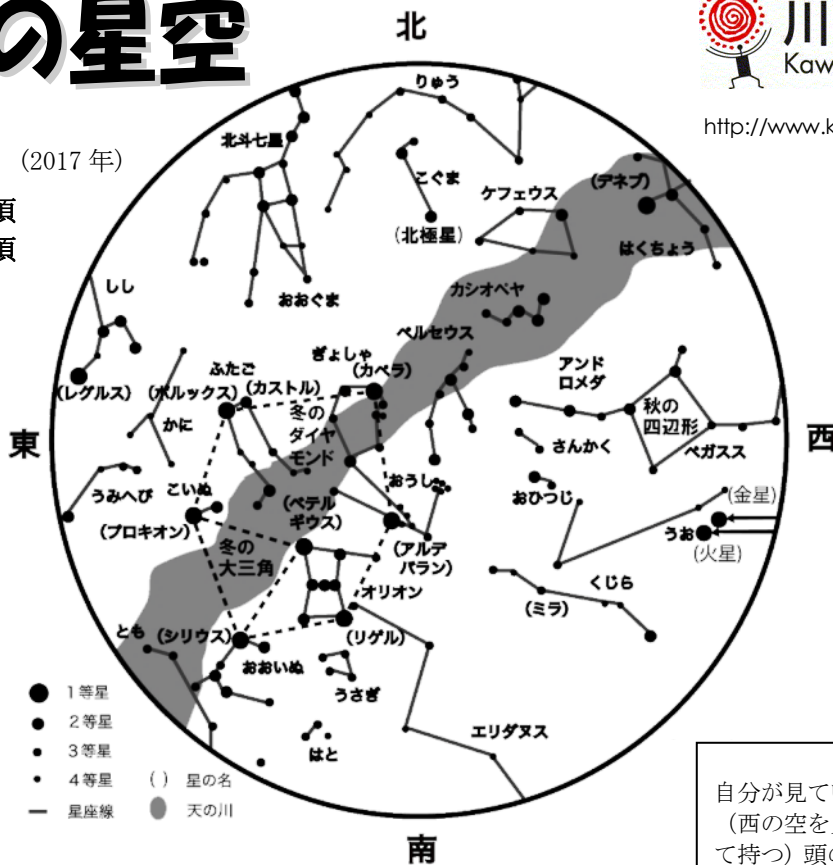 の星空
北
川
Kaw
http://www.k
(2017 年)
頃
頃
りゅう
北斗七星
こぐま
ケフェウス
(デネブ)
(北極星)
はくちょう
おおぐま
カシオペヤ
しし
ペルセウス
ぎょしゃ
(カペラ)
アンド
ロメダ
ふたご
(レグルス)
(ポルックス)
(カストル)
冬の
ダイヤ
モンド
秋の
四辺形
かに
さんかく
ペガスス
東
西
うみへび
こいぬ
おうし
おひつじ
(金星)
(ベテル
ギウス)
(プロキオン)
うお
(火星)
冬の
大三角
(アルデ
バラン)
くじら
オリオン
(ミラ)
とも
(シリウス)
(リゲル)
おおいぬ
うさぎ
エリダヌス
はと
1等星
2等星
3等星
4等星
( ) 星の名
星座線
天の川
南
自分が見て
(西の空を
て持つ) 頭の